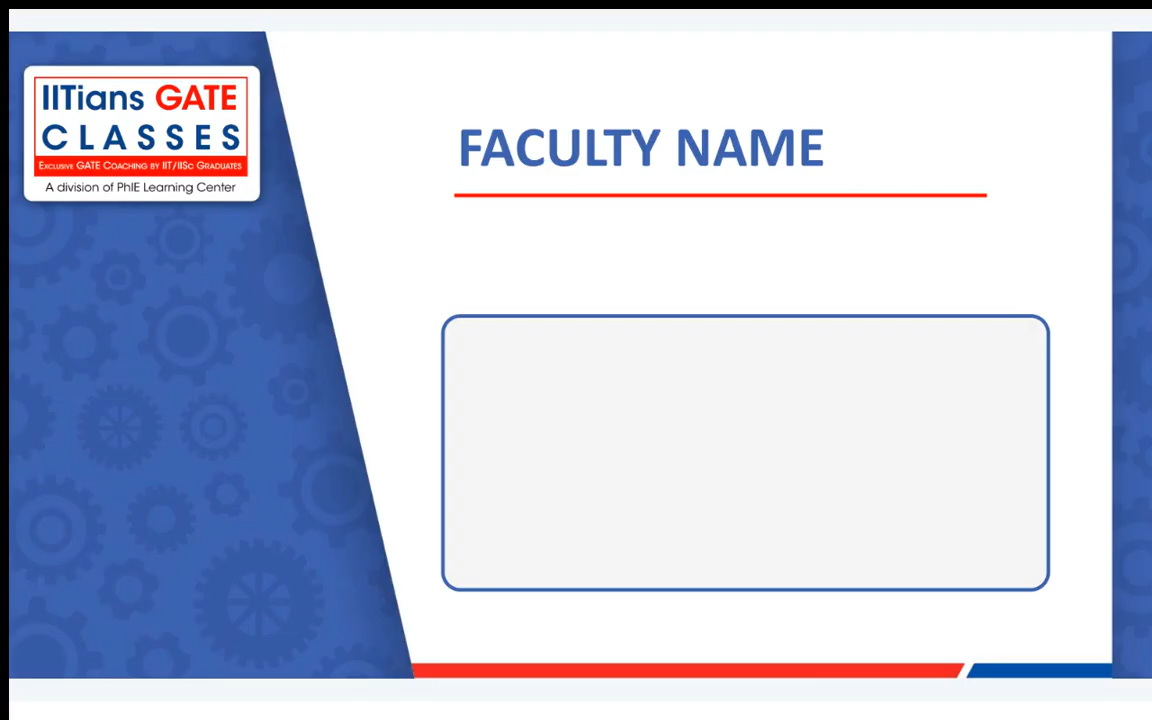 IITians GATE
CLASSES
EXCLUSIVE GATE COACHING BY IIT/IISC GRADUATES
A division of PhIE Learning Center
FACULTY NAME